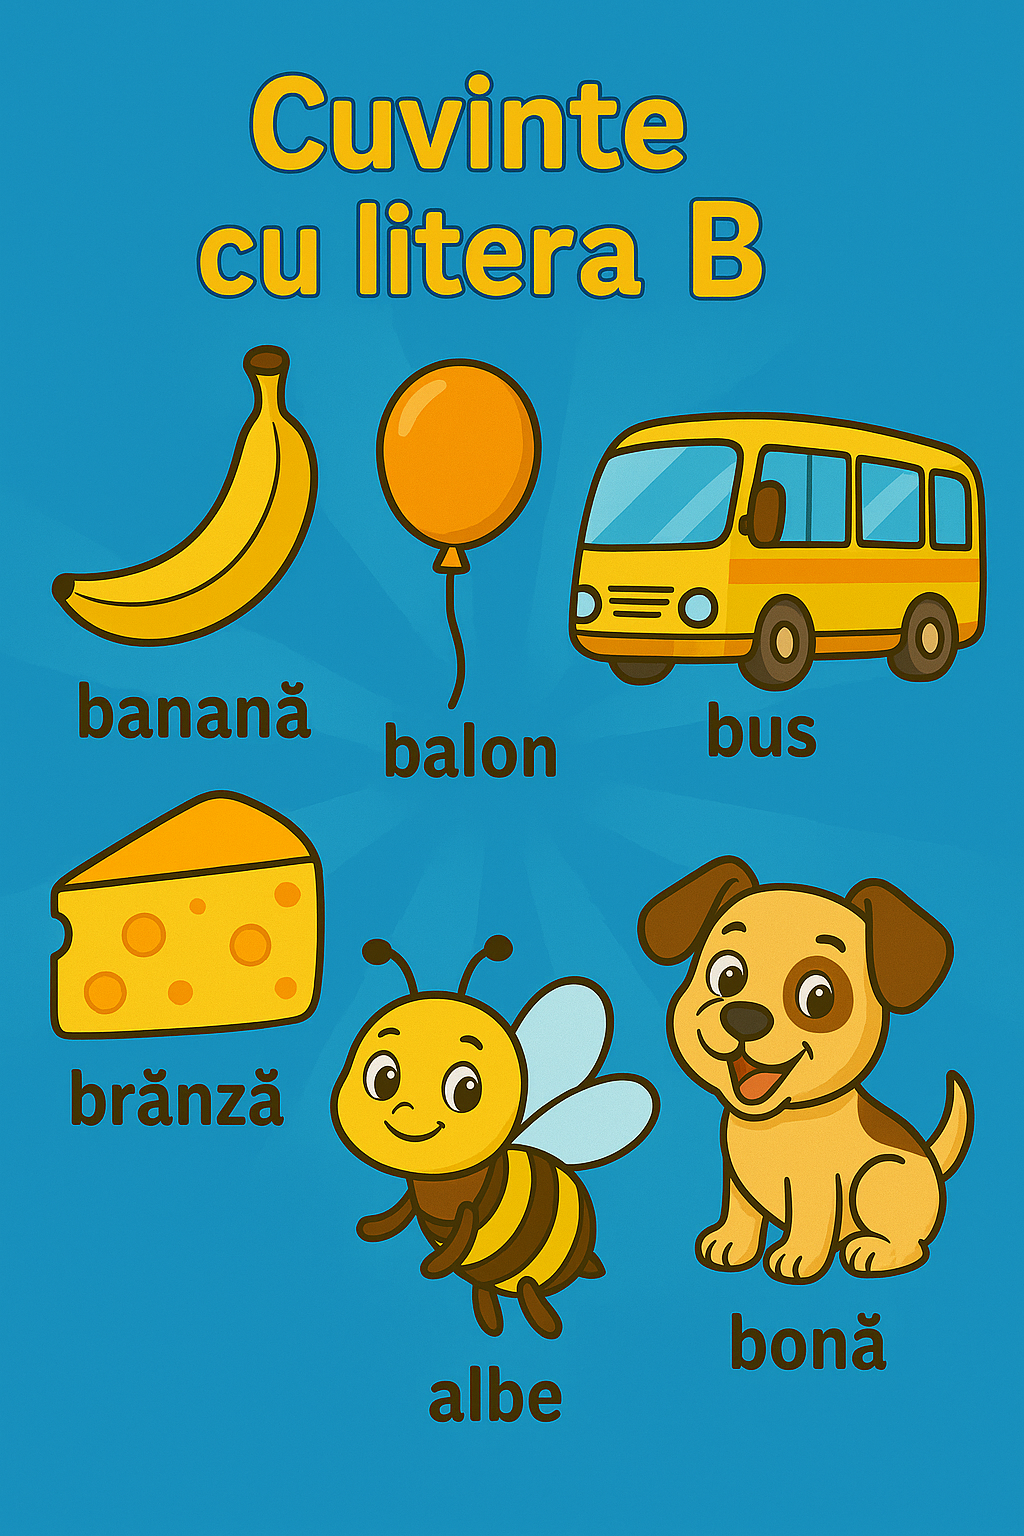 Cuvinte
cu litera B
banană
balon
bus
brănză
albe
bonă